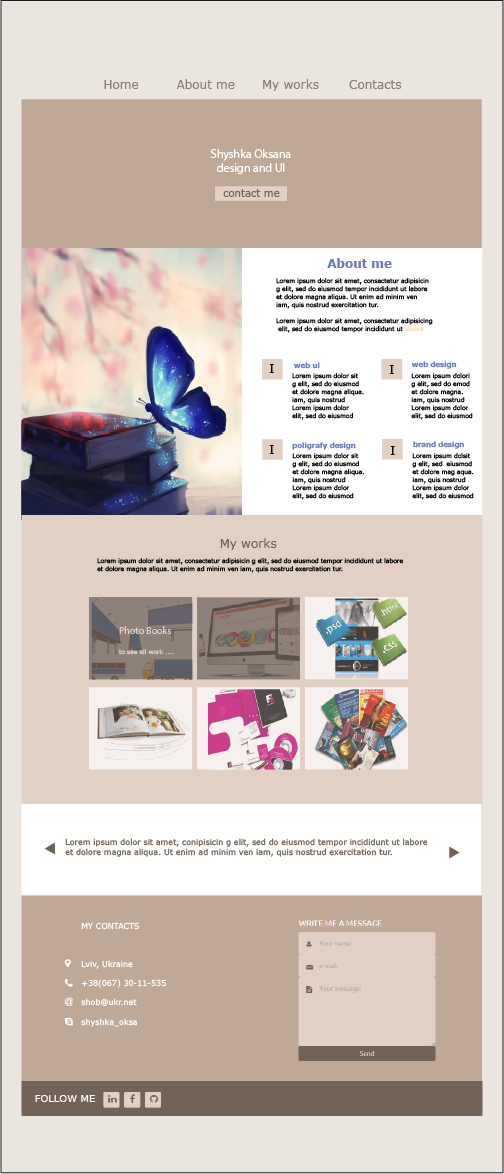 Home About me My works Contacts
Shyshka Oksana
design and UI
contact me
About me
Lorem ipsum dolor sit amet, consectetur adipisicin
g elit, sed do eiusmod tempor incididunt ut labore
et dolore magna aliqua. Ut enim ad minim ven
iam, quis nostrud exercitation tur.
Lorem ipsum dolor sit amet, consectetur adipisicing
elit, sed do eiusmod tempor incididunt ut labore
I
web ui
Lorem ipsum dolor sit
g elit, sed do eiusmod
et dolore magna aliqua.
iam, quis nostrud
Lorem ipsum dolor
elit, sed do eiusmod
I
web design
Lorem ipsum dolori
g elit, sed do emod
et dolore magna.
iam, quis nostrud
Lorem ipsum dolor
elit, sed do eiusmod
I
poligrafy design
Lorem ipsum dolor sit
g elit, sed do eiusmod
et dolore magna aliqua.
iam, quis nostrud
Lorem ipsum dolor
elit, sed do eiusmod
I
brand design
Lorem ipsum dolsit
g elit, sed eiusmod
et dolore mag aqua.
iam, quis nostrud
Lorem ipsum dolor
elit, sed do eiusmod
My works
Lorem ipsum dolor sit amet, consectetur adipisicin g elit, sed do eiusmod tempor incididunt ut labore
et dolore magna aliqua. Ut enim ad minim ven iam, quis nostrud exercitation tur.
Photo Books
to see all work ....
.psd
.html
.css
Lorem ipsum dolor sit amet, conipisicin g elit, sed do eiusmod tempor incididunt ut labore
et dolore magna aliqua. Ut enim ad minim ven iam, quis nostrud exercitation tur.
MY CONTACTS
Lviv, Ukraine
+38(067) 30-11-535
shob@ukr.net
shyshka_oksa
WRITE ME A MESSAGE
Your name:
e-mail:
Your message:
Send
FOLLOW ME in f